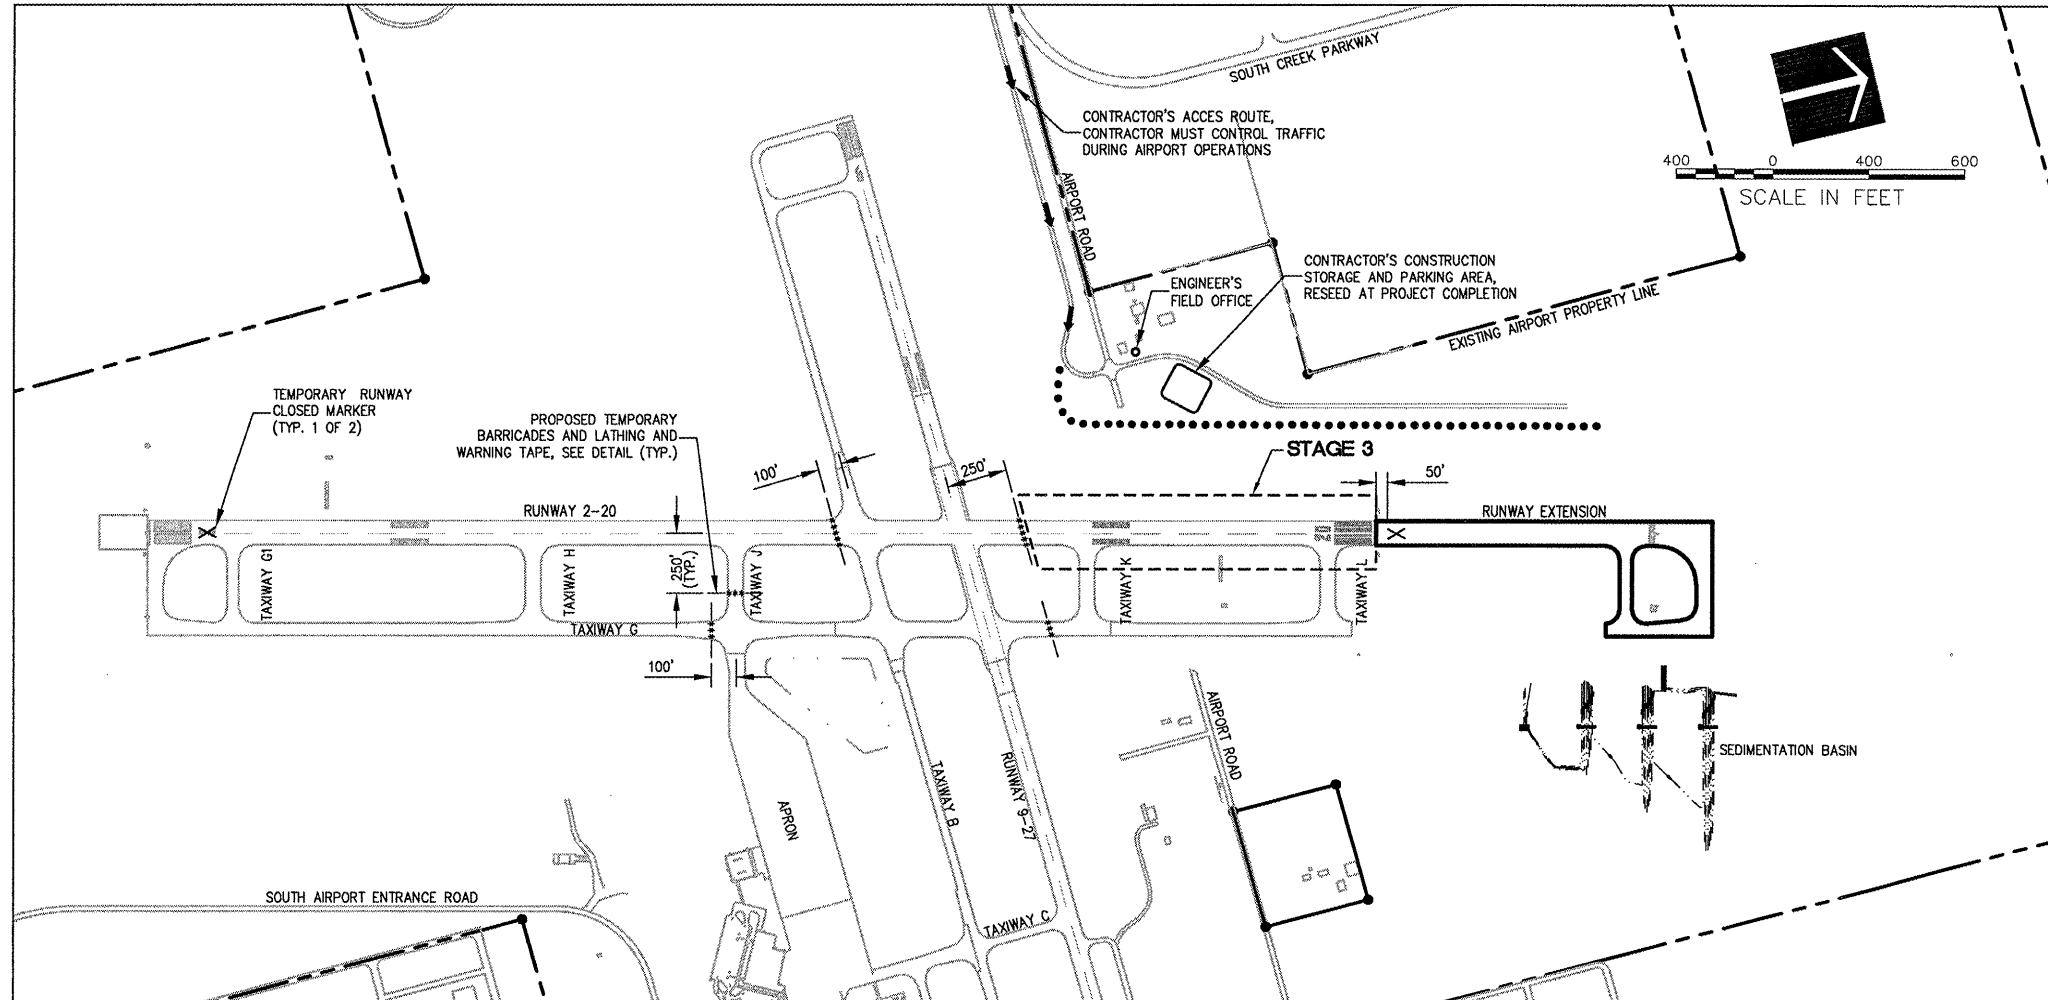 SOUTH CREEK PARKWAY
400 0 400 600
SCALE IN FEET
CONTRACTOR'S ACCES ROUTE,
CONTRACTOR MUST CONTROL TRAFFIC
DURING AIRPORT OPERATIONS
AIRPORT ROAD
CONTRACTOR'S CONSTRUCTION
STORAGE AND PARKING AREA,
RESEED AT PROJECT COMPLETION
ENGINEER'S
FIELD OFFICE
EXISTING AIRPORT PROPERTY LINE
TEMPORARY RUNWAY
CLOSED MARKER
(TYP. 1 OF 2)
PROPOSED TEMPORARY
BARRICADES AND LATHING AND
WARNING TAPE, SEE DETAIL (TYP.)
100'
250'
STAGE 3
50'
RUNWAY 2-20
RUNWAY EXTENSION
20
250'
(TYP.)
TAXIWAY G1
TAXIWAY H
TAXIWAY J
TAXIWAY K
TAXIWAY L
TAXIWAY G
100'
AIRPORT ROAD
SEDIMENTATION BASIN
APRON
TAXIWAY B
RUNWAY 9-27
SOUTH AIRPORT ENTRANCE ROAD
TAXIWAY C